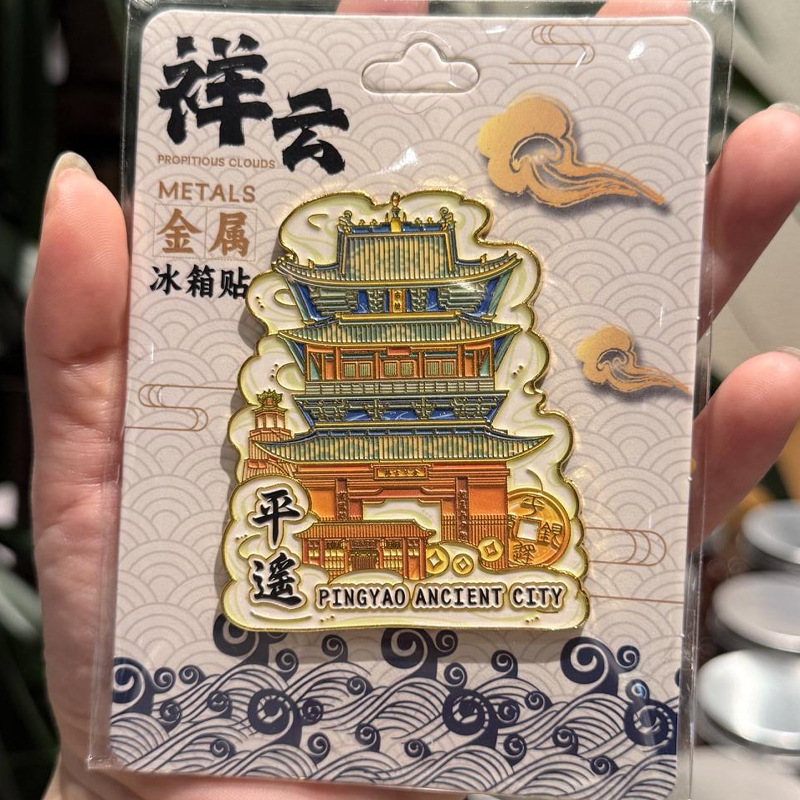 祥云
PROPITIOUS CLOUDS
METALS
金属
冰箱贴
平遥
PINGYAO ANCIENT CITY